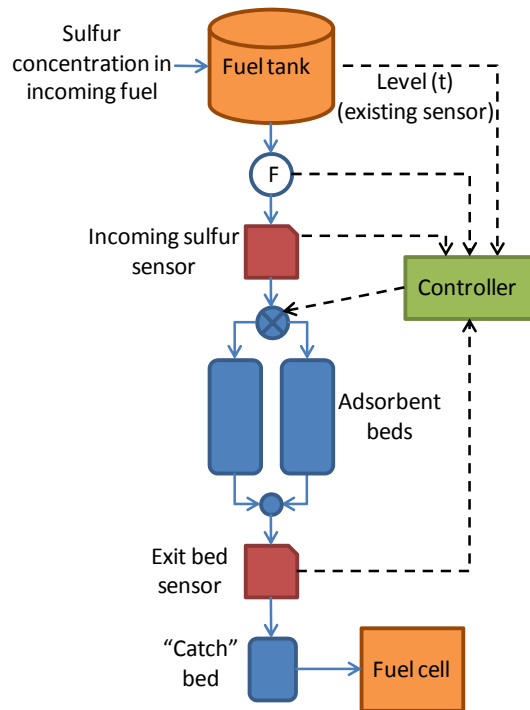 Sulfur
concentration in
incoming fuel
Fuel tank
Level (t)
(existing sensor)
F
Incoming sulfur
sensor
Controller
Adsorbent
beds
Exit bed
sensor
“Catch”
bed
Fuel cell